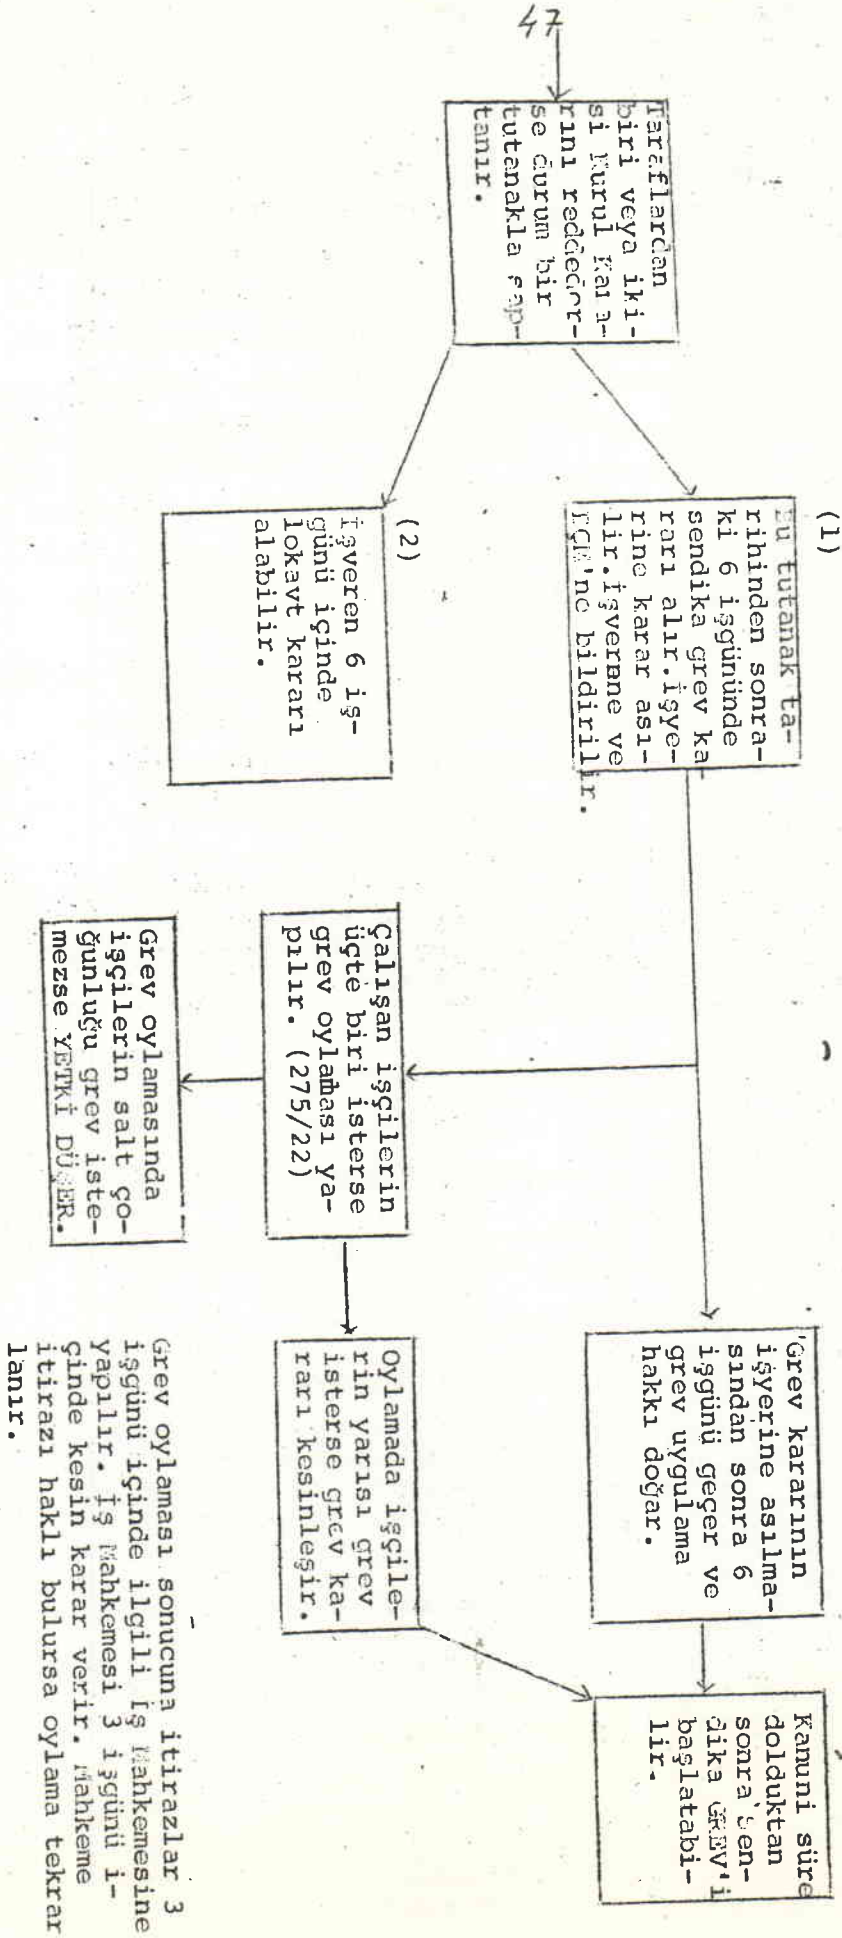 47
Taraflardan
biri veya iki-
si Kurul Kara-
rını reddeder-
se durum bir
tutanakla sap-
tanır.
(1)
Bu tutanak ta-
rihinden sonra-
ki 6 işgününde
sendika grev ka-
rarı alır.İşye-
rine karar ası-
lir.İşverene ve
BÇM'ne bildirilir.
(2)
İşveren 6 iş-
günü içinde
lokavt kararı
alabilir.
Çalışan işçilerin
üçte biri isterse
grev oylaması ya-
pılır. (275/22)
Grev oylamasında
işçilerin salt ço-
ğunluğu grev iste-
mezse YETKİ DÜŞER.
Grev kararının
işyerine asılma-
sından sonra 6
işgünü geçer ve
grev uygulama
hakkı doğar.
Oylamada işçile-
rin yarısı grev
isterse grev ka-
rarı kesinleşir.
Kanuni süre
dolduktan
sonra sen-
dika GREV'i
başlatabi-
lir.
Grev oylaması sonucuna itirazlar 3
işgünü içinde ilgili İş Mahkemesine
yapılır. İş Mahkemesi 3 işgünü i-
çinde kesin karar verir. Mahkeme
itirazı haklı bulursa oylama tekrar
lanır.